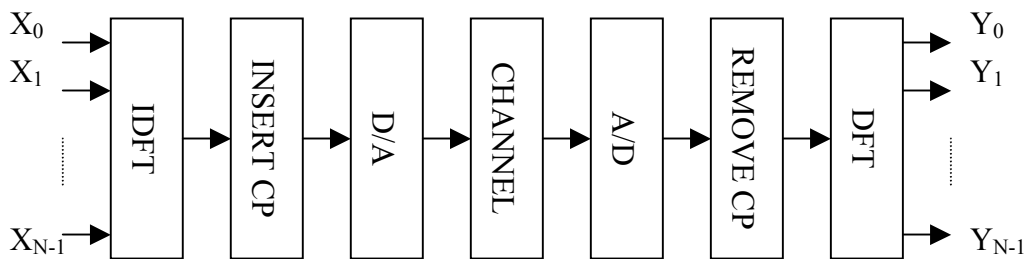 X0
X1
XN-1
IDFT
INSERT CP
D/A
CHANNEL
A/D
REMOVE CP
DFT
Y0
Y1
YN-1